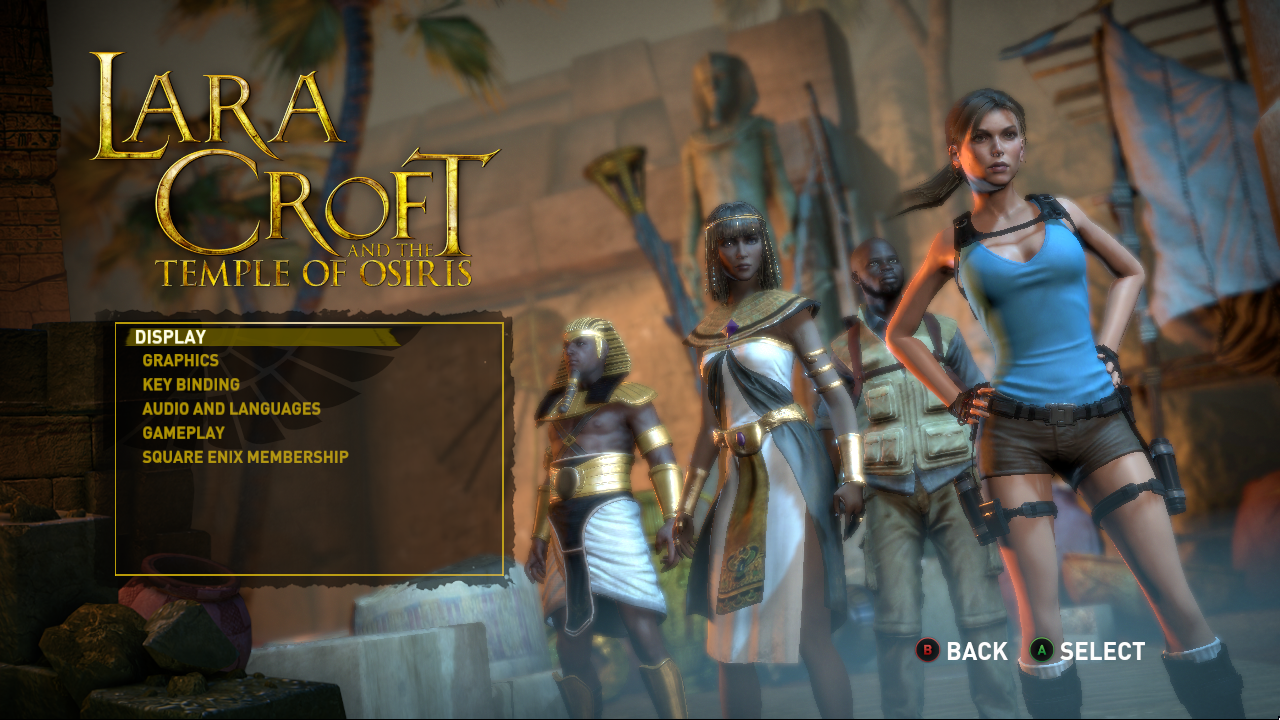 LARA
CROFT
AND THE
TEMPLE OF OSIRIS
DISPLAY
GRAPHICS
KEY BINDING
AUDIO AND LANGUAGES
GAMEPLAY
SQUARE ENIX MEMBERSHIP
B BACK A SELECT